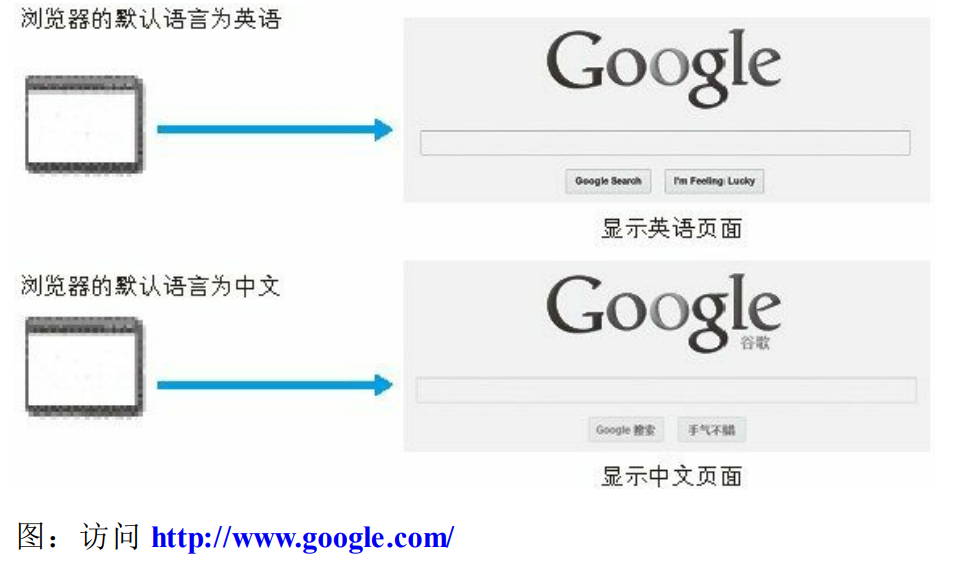 浏览器的默认语言为英语
Google
Google Search
I'm Feeling Lucky
显示英语页面
浏览器的默认语言为中文
Google
谷歌
Google 搜索
手气不错
显示中文页面
图：访问 http://www.google.com/